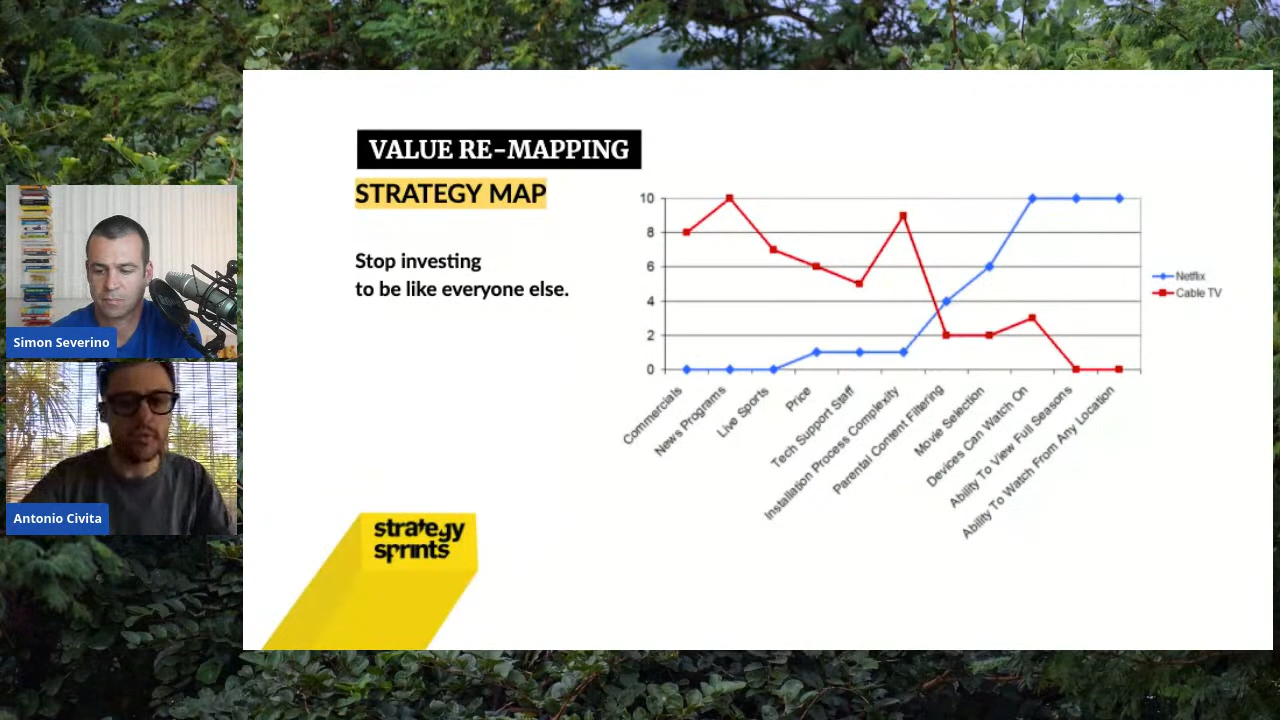 VALUE RE-MAPPING
STRATEGY MAP
Stop investing
to be like everyone else.
10
8
6
4
2
0
Commercials
News Programs
Live Sports
Price
Tech Support Staff
Installation Process Complexity
Parental Content Filtering
Movie Selection
Devices Can Watch On
Ability To View Full Seasons
Ability To Watch From Any Location
Netflix
Cable TV
Simon Severino
Antonio Civita
strategy
sprints